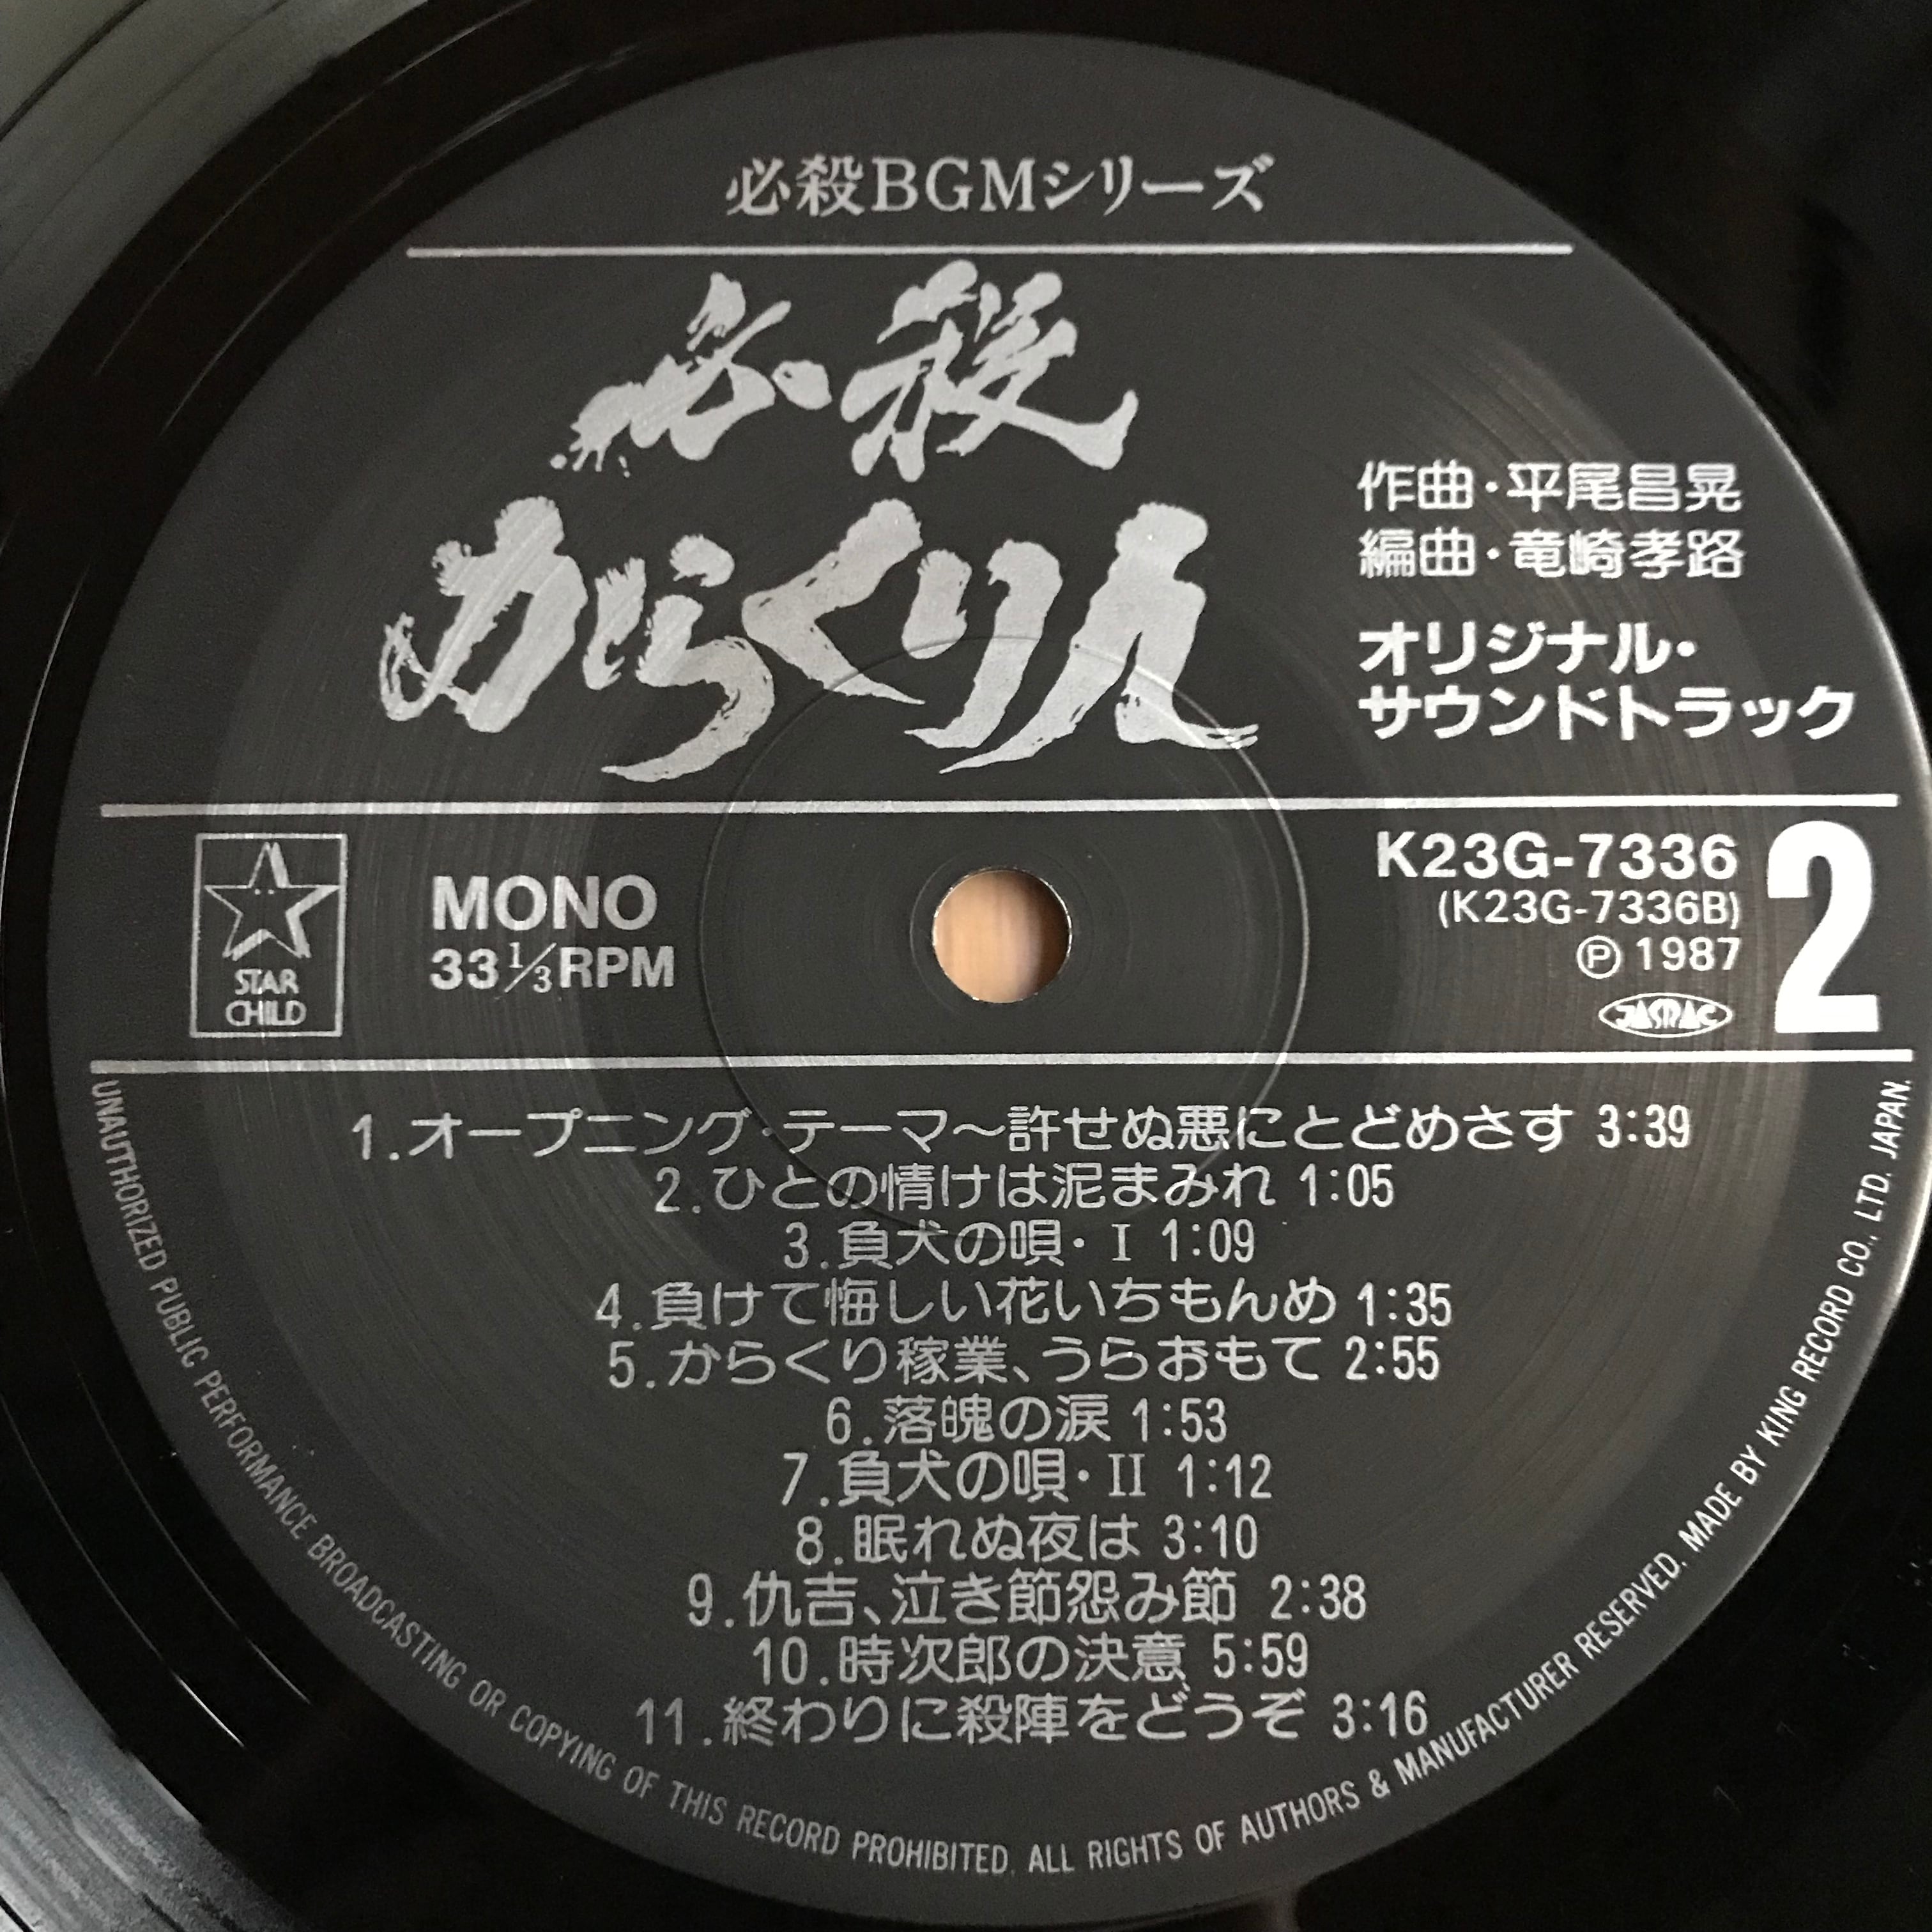 必殺BGMシリーズ
必殺
からくり人
作曲・平尾昌晃
編曲・竜崎孝路
オリジナル・
サウンドトラック
STAR
CHILD
MONO
33⅓RPM
K23G-7336
(K23G-7336B)
Ⓟ 1987
JASRAC
2
1.オープニング・テーマ〜許せぬ悪にとどめさす 3:39
2.ひとの情けは泥まみれ 1:05
3.負犬の唄・I 1:09
4.負けて悔しい花いちもんめ 1:35
5.からくり稼業、うらおもて 2:55
6.落魄の涙 1:53
7.負犬の唄・II 1:12
8.眠れぬ夜は 3:10
9.仇吉、泣き節怨み節 2:38
10.時次郎の決意 5:59
11.終わりに殺陣をどうぞ 3:16
UNAUTHORIZED PUBLIC PERFORMANCE BROADCASTING OR COPYING OF THIS RECORD PROHIBITED. ALL RIGHTS OF AUTHORS & MANUFACTURER RESERVED. MADE BY KING RECORD CO., LTD. JAPAN.